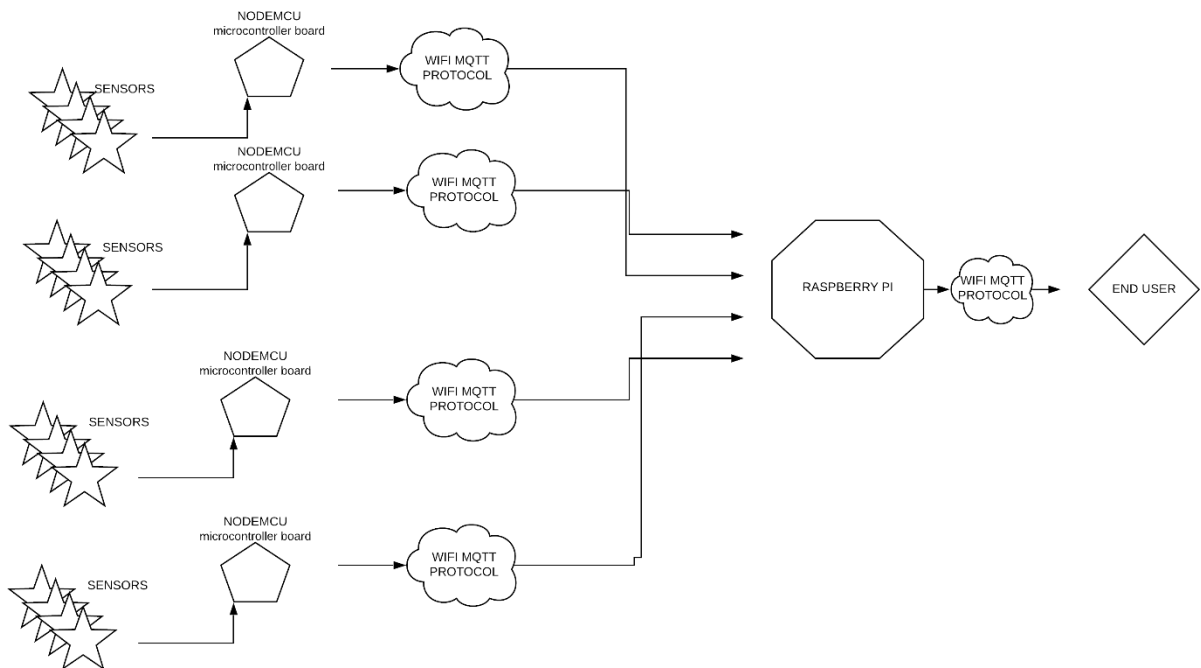 NODEMCU
microcontroller board
WIFI MQTT
PROTOCOL
SENSORS
NODEMCU
microcontroller board
WIFI MQTT
PROTOCOL
SENSORS
RASPBERRY PI
WIFI MQTT
PROTOCOL
END USER
NODEMCU
microcontroller board
WIFI MQTT
PROTOCOL
SENSORS
NODEMCU
microcontroller board
WIFI MQTT
PROTOCOL
SENSORS